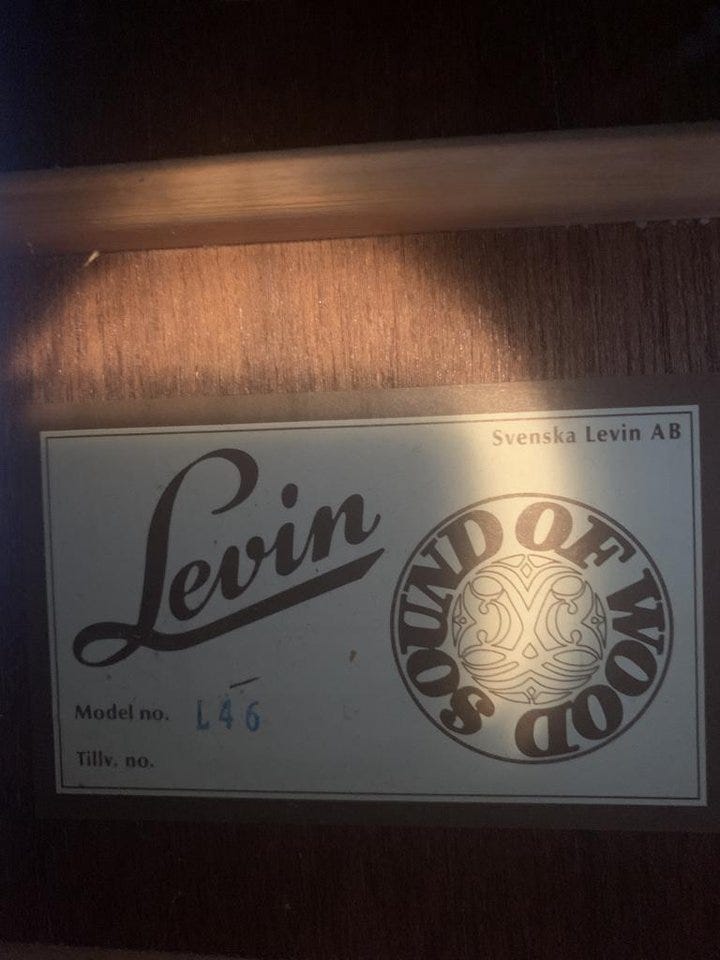 Svenska Levin AB
Levin
SOUND OF WOOD
Model no. L46
Tillv. no.